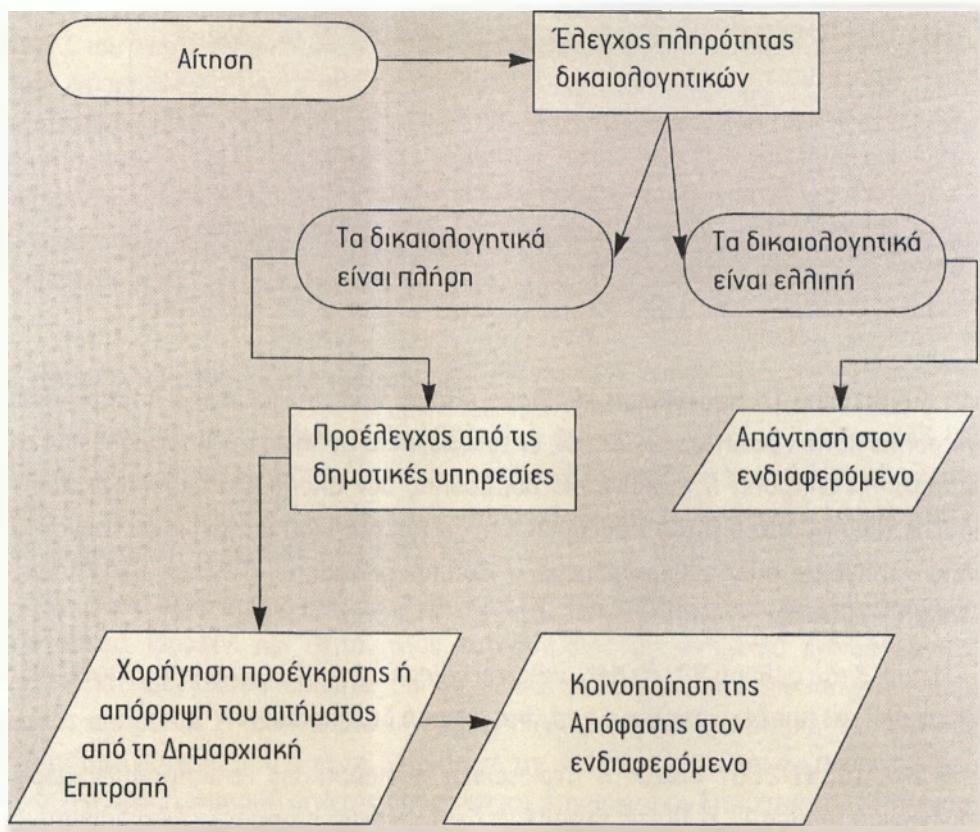 Αίτηση
Έλεγχος πληρότητας
δικαιολογητικών
Τα δικαιολογητικά
είναι πλήρη
Τα δικαιολογητικά
είναι ελλιπή
Προέλεγχος από τις
δημοτικές υπηρεσίες
Απάντησή στον
ενδιαφερόμενο
Χορήγηση προέγκρισης ή
απόρριψη του αιτήματος
από τη Δημαρχιακή
Επιτροπή
Κοινοποίηση της
Απόφασης στον
ενδιαφερόμενο